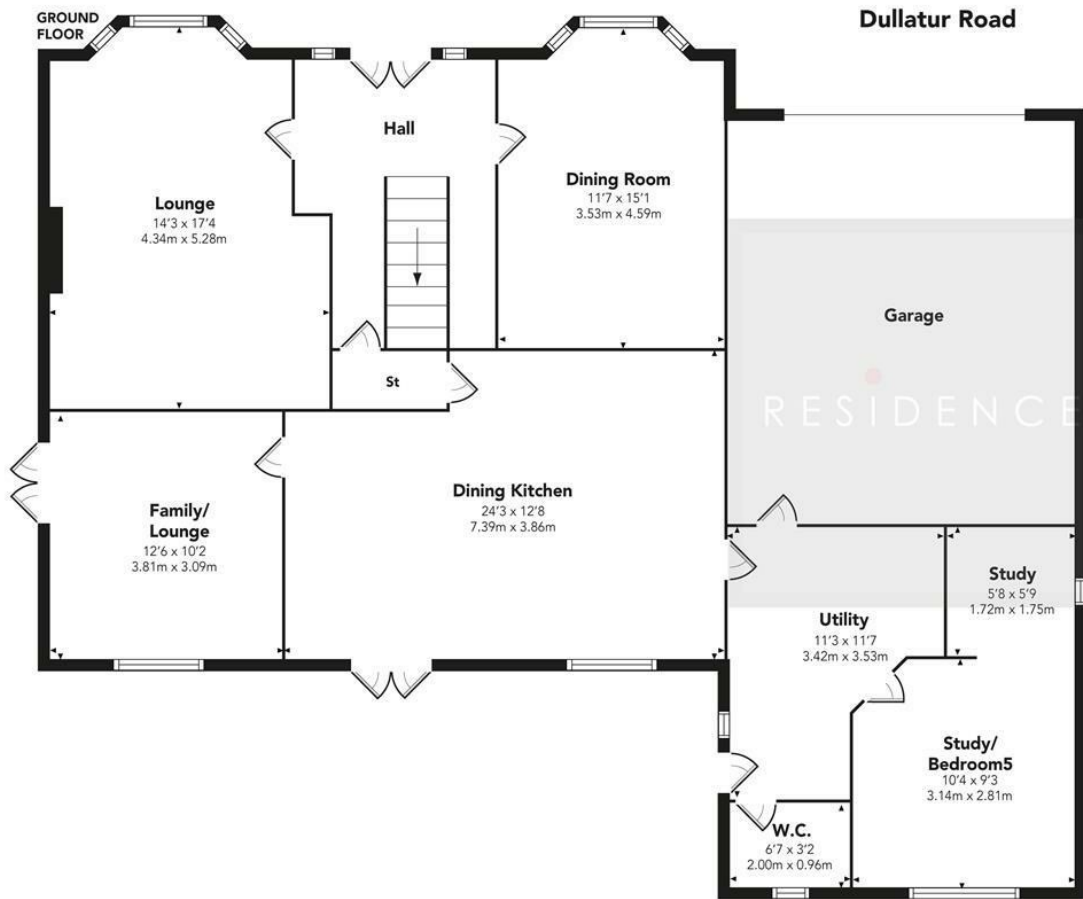 GROUND
FLOOR
Dullatur Road
Hall
Lounge
14'3 x 17'4
4.34m x 5.28m
Dining Room
11'7 x 15'1
3.53m x 4.59m
Garage
RESIDENCE
St
Dining Kitchen
24'3 x 12'8
7.39m x 3.86m
Family/
Lounge
12'6 x 10'2
3.81m x 3.09m
Study
5'8 x 5'9
1.72m x 1.75m
Utility
11'3 x 11'7
3.42m x 3.53m
Study/
Bedroom5
10'4 x 9'3
3.14m x 2.81m
W.C.
6'7 x 3'2
2.00m x 0.96m